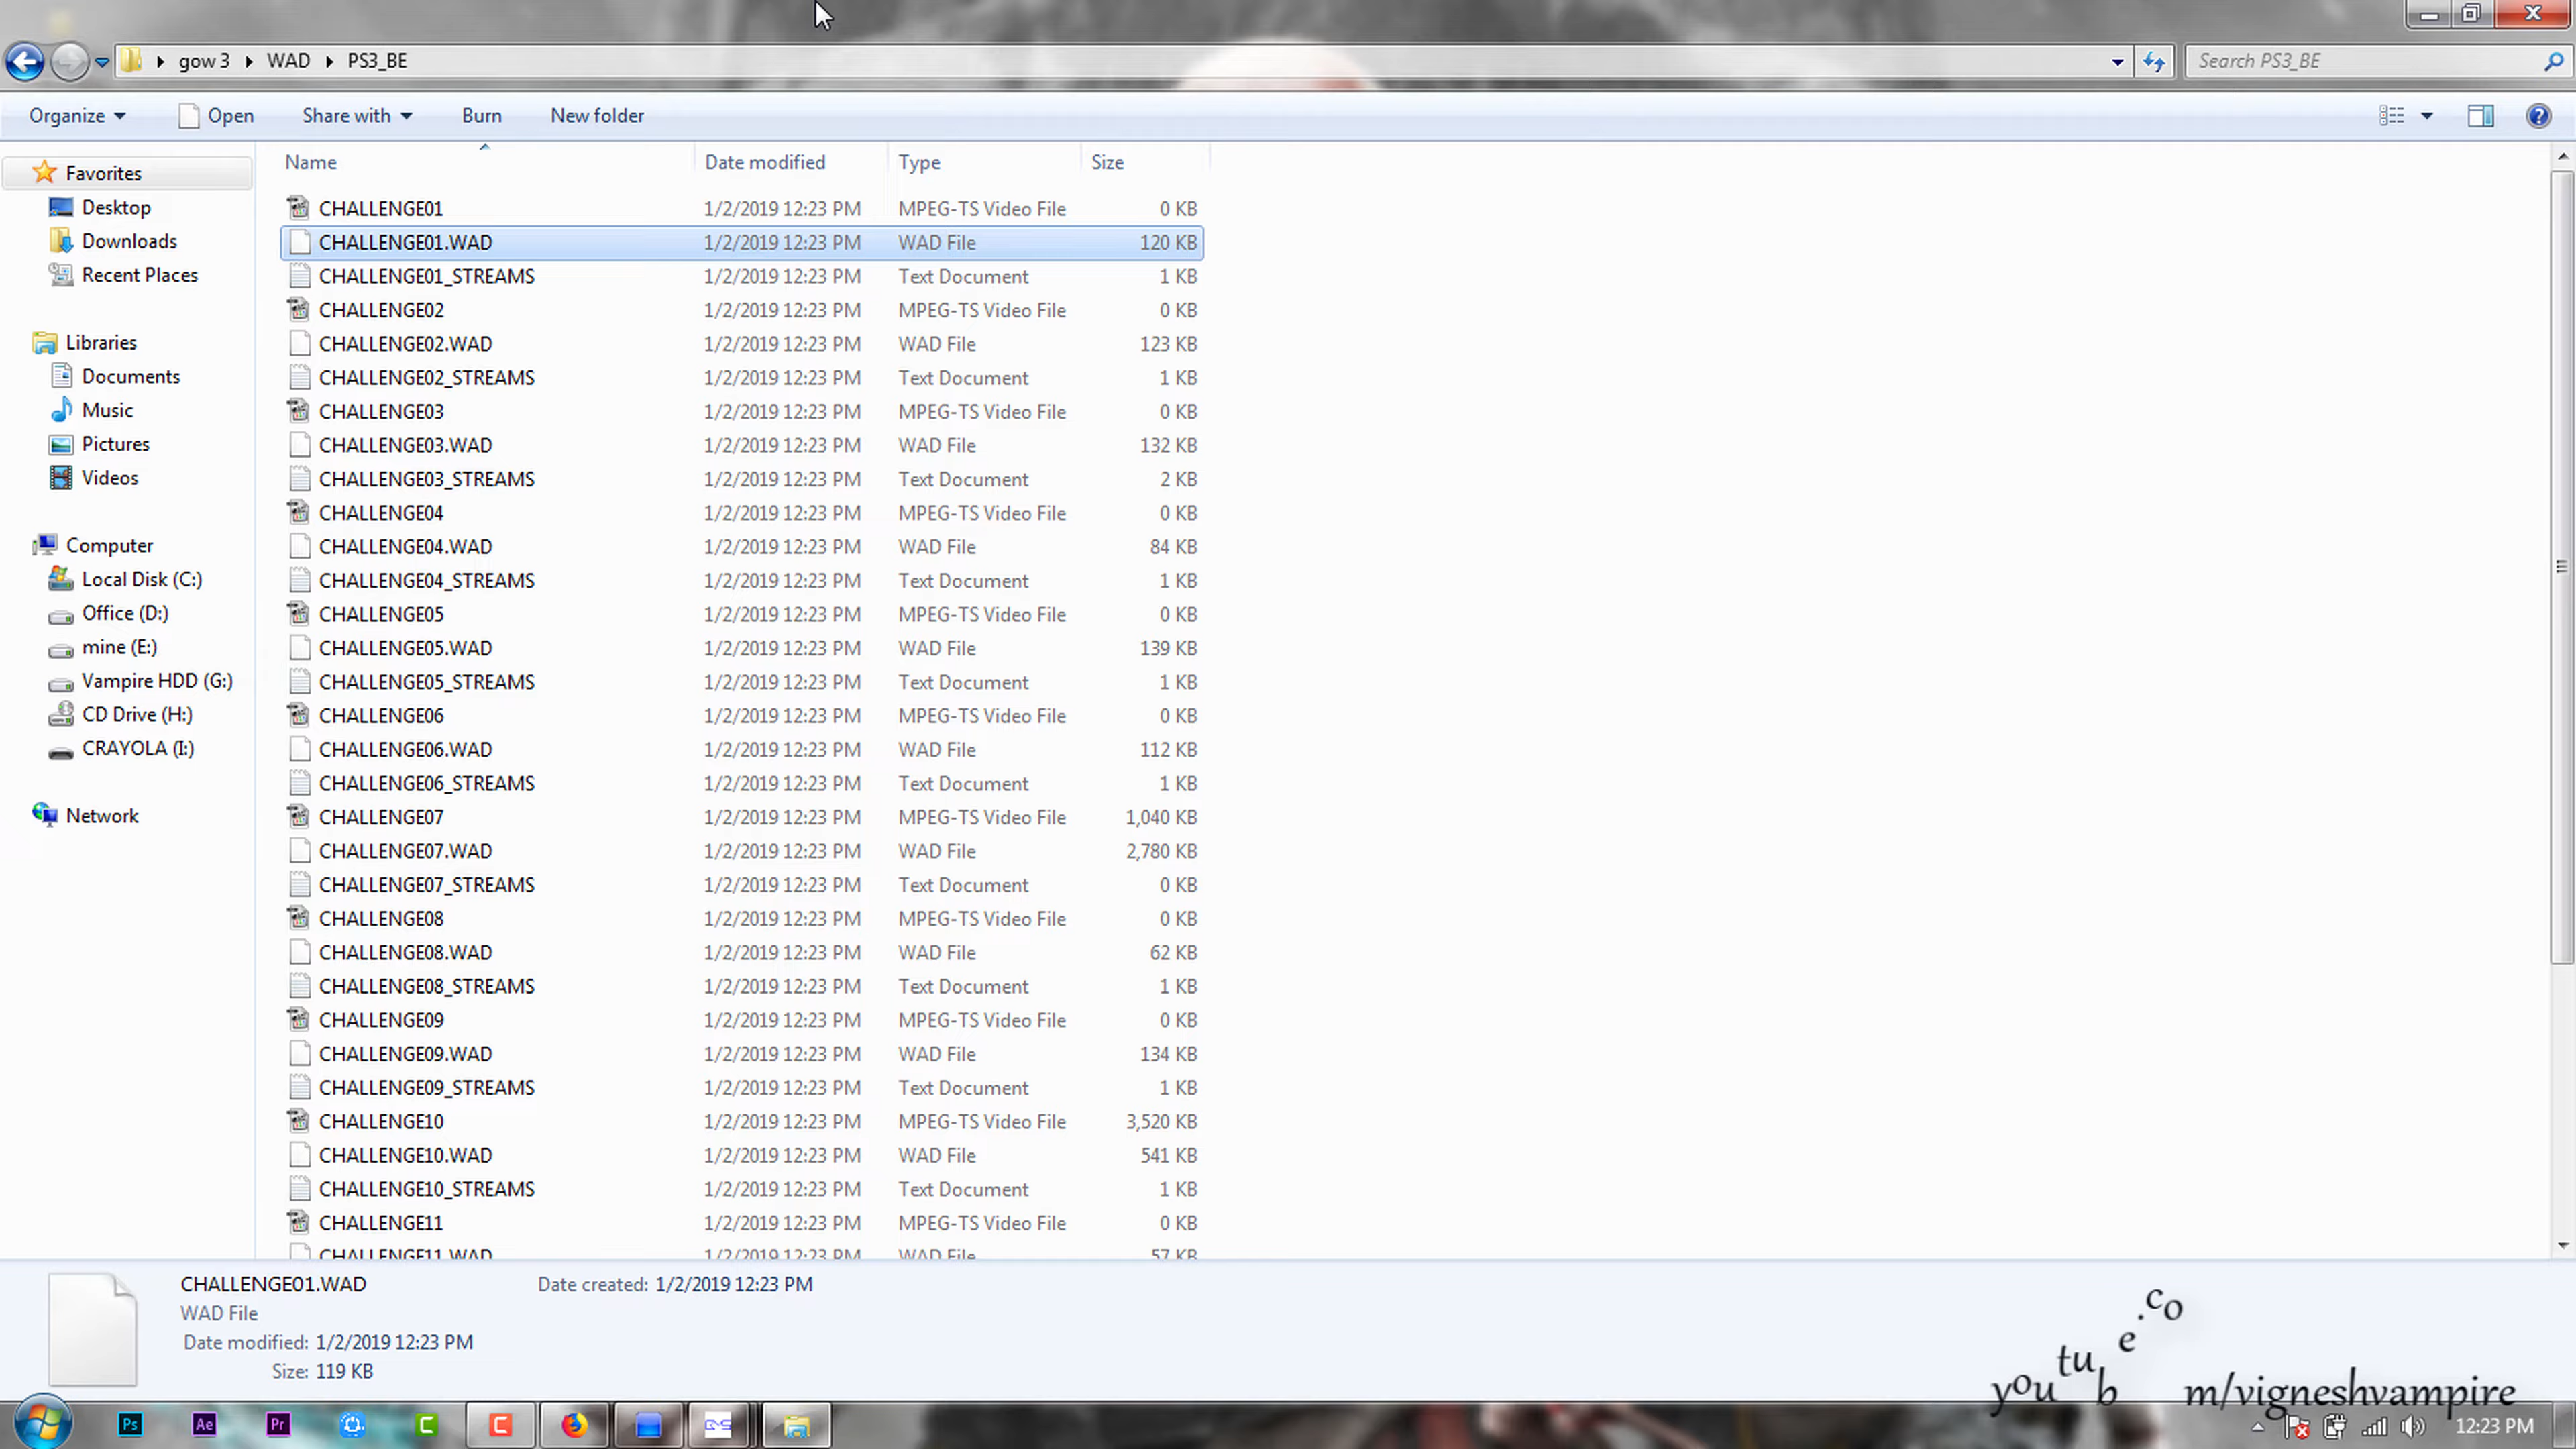 gow 3 WAD PS3_BE
Search PS3_BE
Organize Open Share with Burn New folder
Name Date modified Type Size
Favorites
Desktop
Downloads
Recent Places
Libraries
Documents
Music
Pictures
Videos
Computer
Local Disk (C:)
Office (D:)
mine (E:)
Vampire HDD (G:)
CD Drive (H:)
CRAYOLA (I:)
Network
CHALLENGE01 1/2/2019 12:23 PM MPEG-TS Video File 0 KB
CHALLENGE01.WAD 1/2/2019 12:23 PM WAD File 120 KB
CHALLENGE01_STREAMS 1/2/2019 12:23 PM Text Document 1 KB
CHALLENGE02 1/2/2019 12:23 PM MPEG-TS Video File 0 KB
CHALLENGE02.WAD 1/2/2019 12:23 PM WAD File 123 KB
CHALLENGE02_STREAMS 1/2/2019 12:23 PM Text Document 1 KB
CHALLENGE03 1/2/2019 12:23 PM MPEG-TS Video File 0 KB
CHALLENGE03.WAD 1/2/2019 12:23 PM WAD File 132 KB
CHALLENGE03_STREAMS 1/2/2019 12:23 PM Text Document 2 KB
CHALLENGE04 1/2/2019 12:23 PM MPEG-TS Video File 0 KB
CHALLENGE04.WAD 1/2/2019 12:23 PM WAD File 84 KB
CHALLENGE04_STREAMS 1/2/2019 12:23 PM Text Document 1 KB
CHALLENGE05 1/2/2019 12:23 PM MPEG-TS Video File 0 KB
CHALLENGE05.WAD 1/2/2019 12:23 PM WAD File 139 KB
CHALLENGE05_STREAMS 1/2/2019 12:23 PM Text Document 1 KB
CHALLENGE06 1/2/2019 12:23 PM MPEG-TS Video File 0 KB
CHALLENGE06.WAD 1/2/2019 12:23 PM WAD File 112 KB
CHALLENGE06_STREAMS 1/2/2019 12:23 PM Text Document 1 KB
CHALLENGE07 1/2/2019 12:23 PM MPEG-TS Video File 1,040 KB
CHALLENGE07.WAD 1/2/2019 12:23 PM WAD File 2,780 KB
CHALLENGE07_STREAMS 1/2/2019 12:23 PM Text Document 0 KB
CHALLENGE08 1/2/2019 12:23 PM MPEG-TS Video File 0 KB
CHALLENGE08.WAD 1/2/2019 12:23 PM WAD File 62 KB
CHALLENGE08_STREAMS 1/2/2019 12:23 PM Text Document 1 KB
CHALLENGE09 1/2/2019 12:23 PM MPEG-TS Video File 0 KB
CHALLENGE09.WAD 1/2/2019 12:23 PM WAD File 134 KB
CHALLENGE09_STREAMS 1/2/2019 12:23 PM Text Document 1 KB
CHALLENGE10 1/2/2019 12:23 PM MPEG-TS Video File 3,520 KB
CHALLENGE10.WAD 1/2/2019 12:23 PM WAD File 541 KB
CHALLENGE10_STREAMS 1/2/2019 12:23 PM Text Document 1 KB
CHALLENGE11 1/2/2019 12:23 PM MPEG-TS Video File 0 KB
CHALLENGE11.WAD 1/2/2019 12:23 PM WAD File 57 KB
CHALLENGE01.WAD Date created: 1/2/2019 12:23 PM
WAD File
Date modified: 1/2/2019 12:23 PM
Size: 119 KB
youtube.com/vigneshvampire
Ps Ae Pr C C
12:23 PM